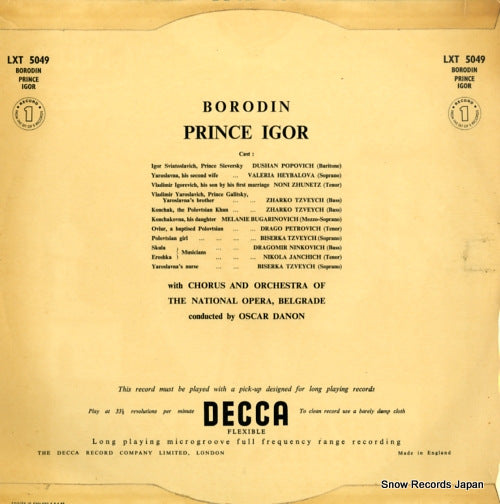 LXT 5049
BORODIN
PRINCE
IGOR
RECORD
1
LXT 5049
BORODIN
PRINCE
IGOR
RECORD
1
BORODIN
PRINCE IGOR
Cast :
Igor Sviatoslavich, Prince Sieversky DUSHAN POPOVICH (Baritone)
Yaroslavna, his second wife ... VALERIA HEYBALOVA (Soprano)
Vladimir Igorevich, his son by his first marriage NONI ZHUNETZ (Tenor)
Vladimir Yaroslavich, Prince Galitsky,
Yaroslavna's brother ... ... ZHARKO TZVEYCH (Bass)
Konchak, the Polovtsian Khan ... ... ZHARKO TZVEYCH (Bass)
Konchakovna, his daughter MELANIE BUGARINOVICH (Mezzo-Soprano)
Ovlur, a baptised Polovtsian ... ... DRAGO PETROVICH (Tenor)
Polovtsian girl ... ... ... BISERKA TZVEYCH (Soprano)
Skula } Musicians ... ... DRAGOMIR NINKOVICH (Bass)
Eroshka } ... ... NIKOLA JANCHICH (Tenor)
Yaroslavna's nurse ... ... BISERKA TZVEYCH (Soprano)
with CHORUS AND ORCHESTRA OF
THE NATIONAL OPERA, BELGRADE
conducted by OSCAR DANON
This record must be played with a pick-up designed for long playing records
Play at 33⅓ revolutions per minute DECCA To clean record use a barely damp cloth
FLEXIBLE
Long playing microgroove full frequency range recording
THE DECCA RECORD COMPANY LIMITED, LONDON Made in England
Snow Records Japan